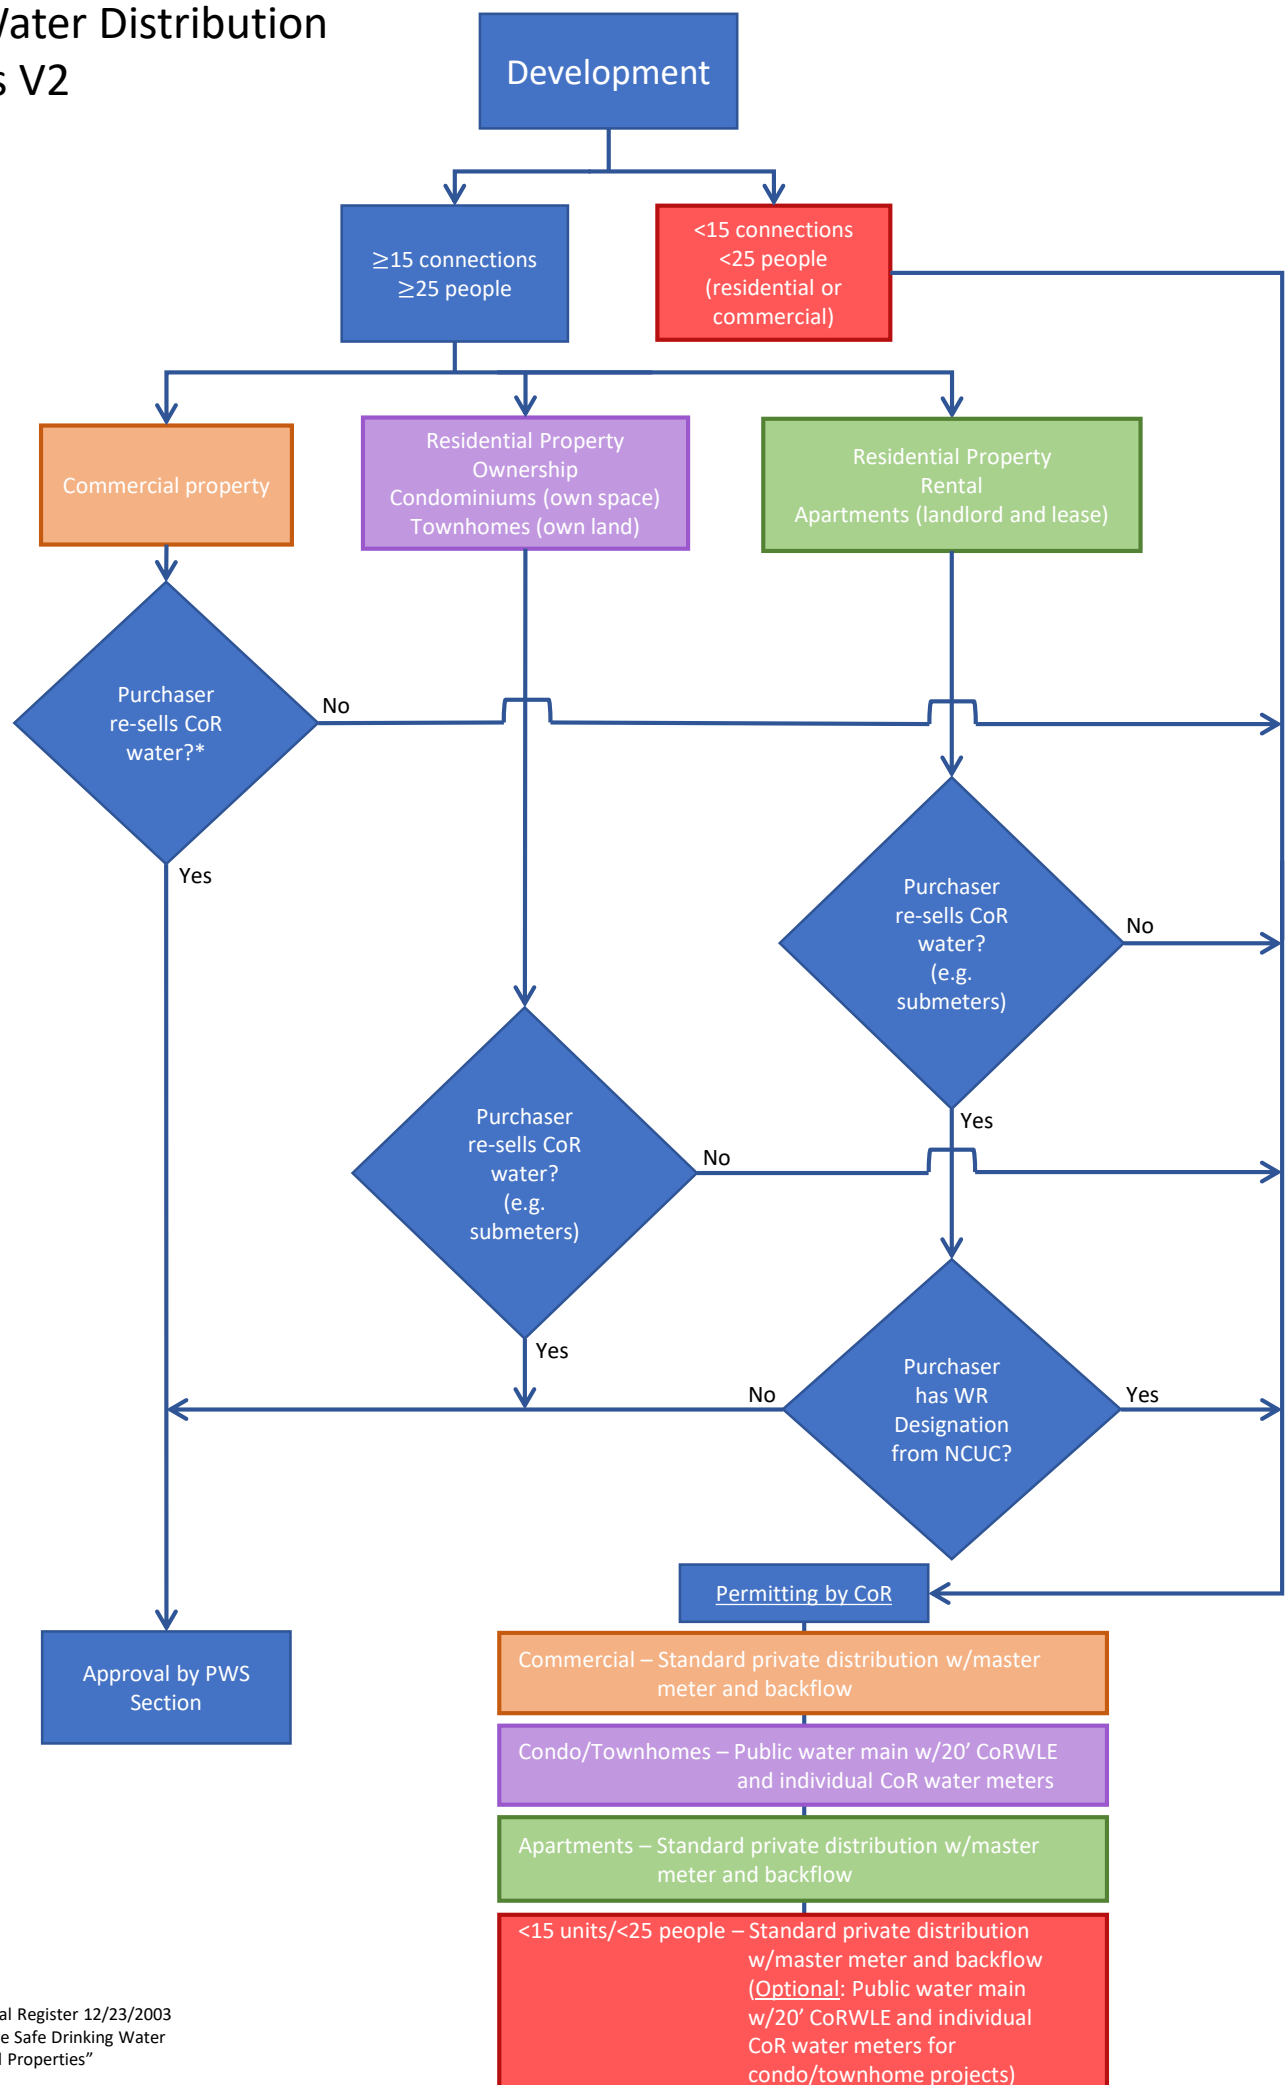 Water Distribution
s V2
Development
≥15 connections
≥25 people
<15 connections
<25 people
(residential or
commercial)
Commercial property
Residential Property
Ownership
Condominiums (own space)
Townhomes (own land)
Residential Property
Rental
Apartments (landlord and lease)
Purchaser
re-sells CoR
water?*
No
Yes
Purchaser
re-sells CoR
water?
(e.g.
submeters)
No
Yes
Purchaser
re-sells CoR
water?
(e.g.
submeters)
No
Yes
Purchaser
has WR
Designation
from NCUC?
No
Yes
Permitting by CoR
Approval by PWS
Section
Commercial – Standard private distribution w/master
meter and backflow
Condo/Townhomes – Public water main w/20’ CoRWLE
and individual CoR water meters
Apartments – Standard private distribution w/master
meter and backflow
<15 units/<25 people – Standard private distribution
w/master meter and backflow
(Optional: Public water main
w/20’ CoRWLE and individual
CoR water meters for
condo/townhome projects)
al Register 12/23/2003
e Safe Drinking Water
l Properties”